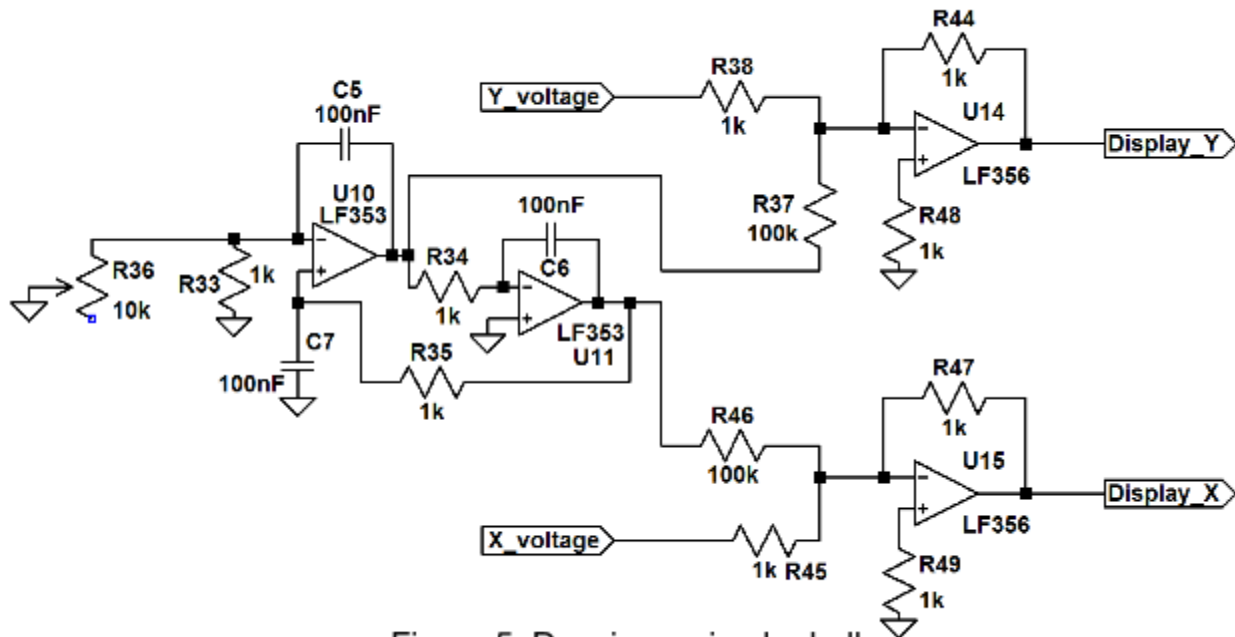 R44
1k
R38
Y_voltage
1k
C5
100nF
U14
Display_Y
LF356
U10
LF353
100nF
R37
100k
R48
1k
R36
10k
R33
1k
R34
1k
C6
LF353
U11
C7
100nF
R35
1k
R47
1k
R46
100k
U15
Display_X
LF356
X_voltage
1k R45
R49
1k